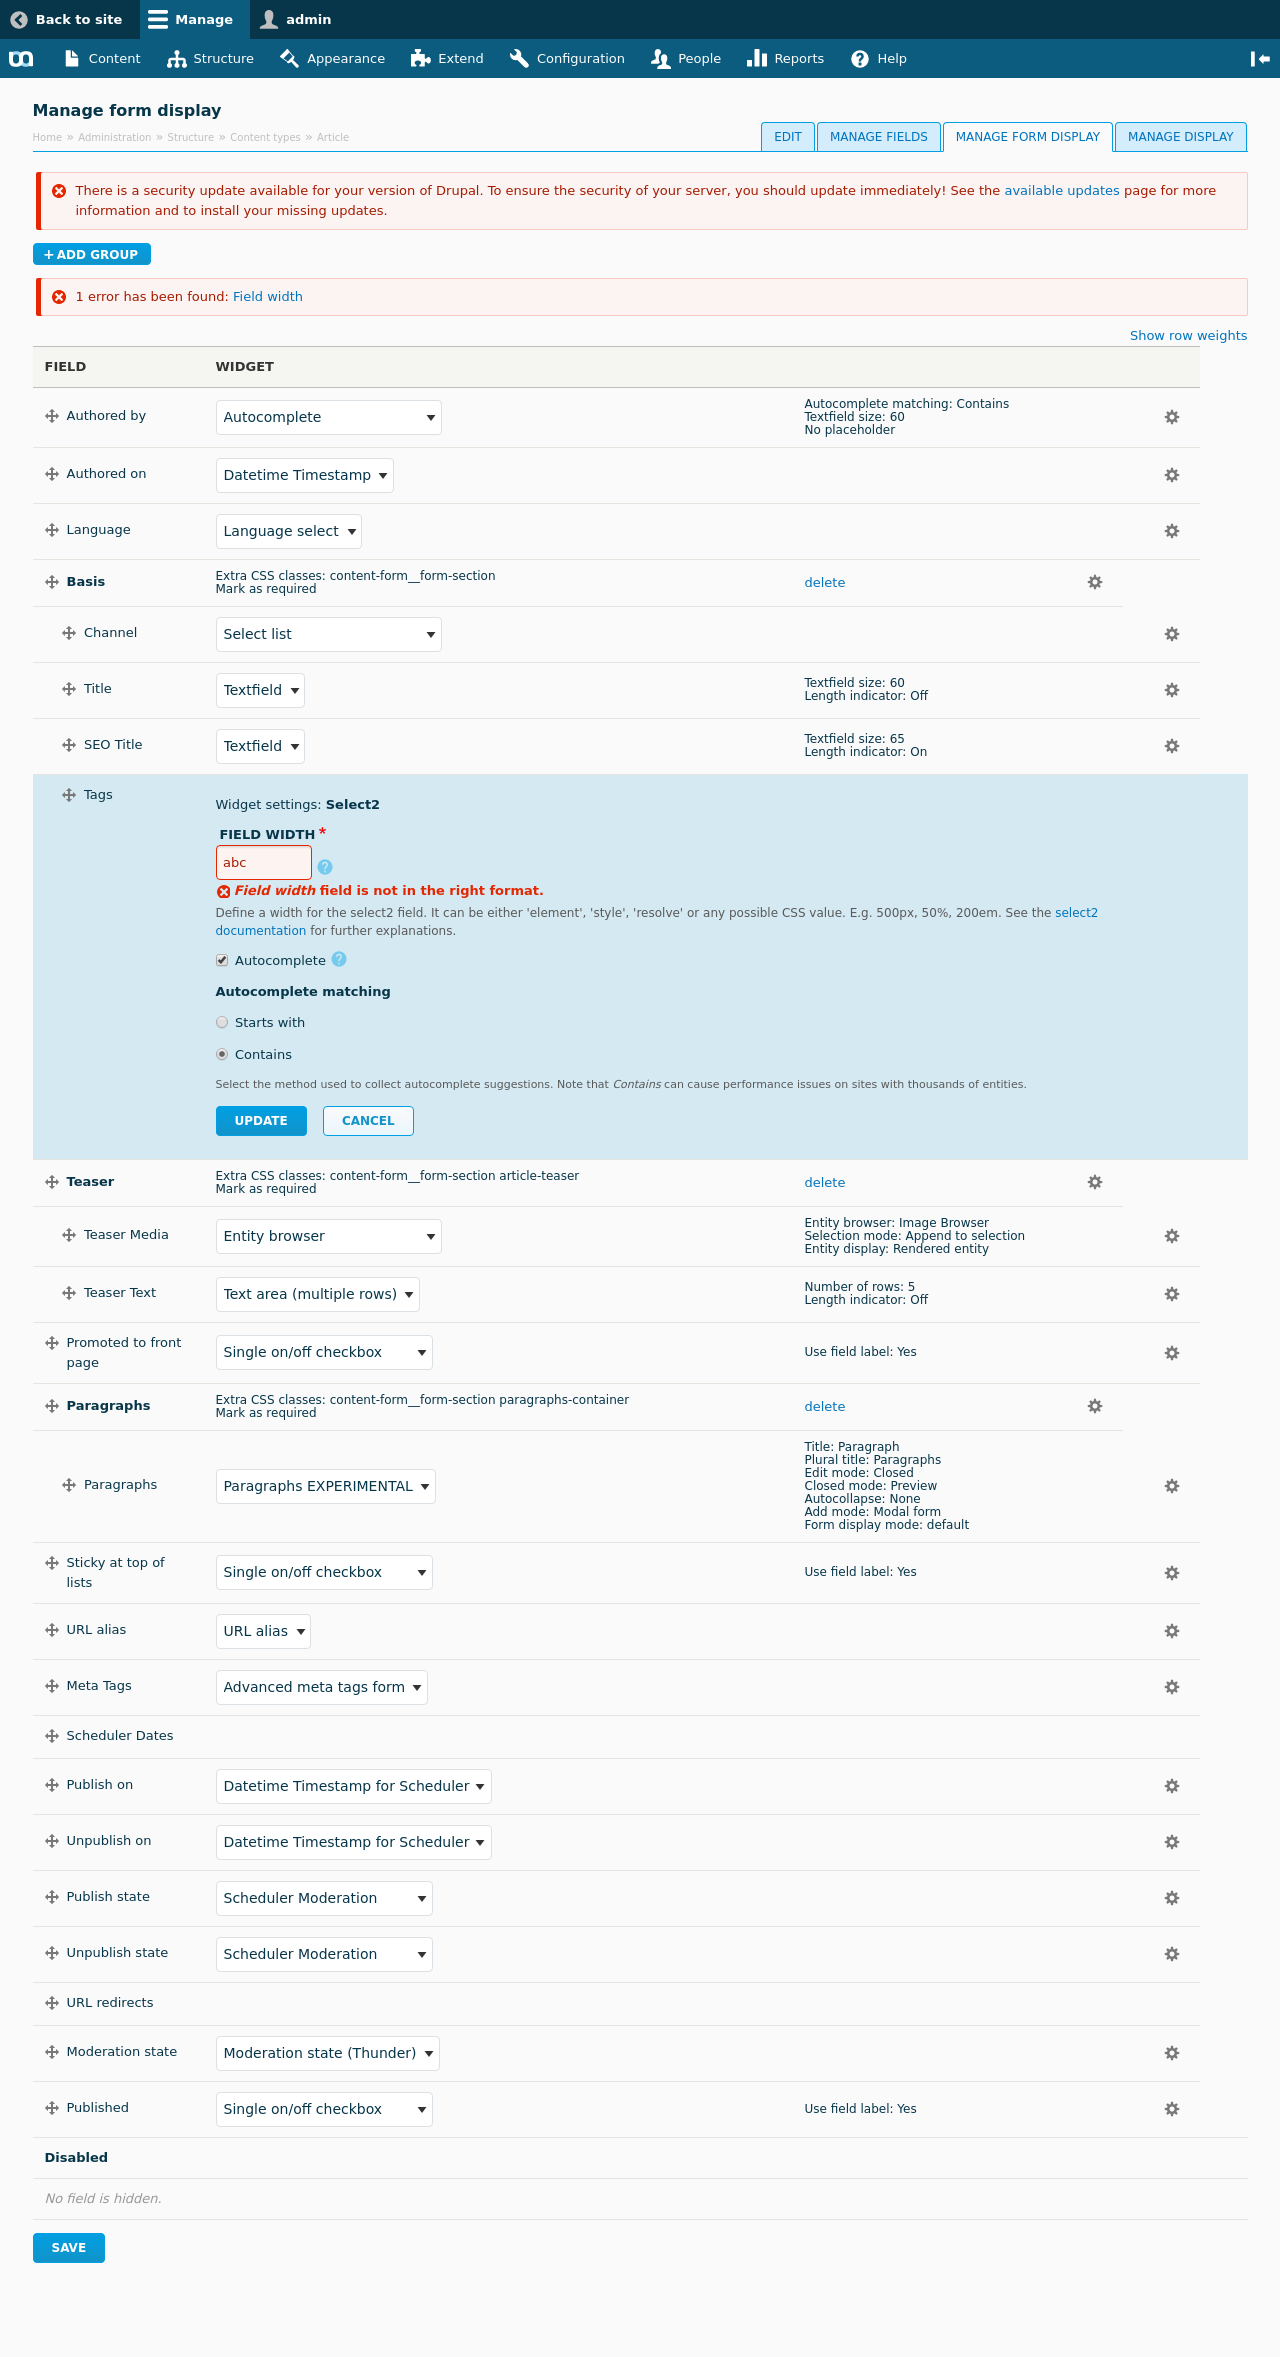 Back to site Manage admin
Content Structure Appearance Extend Configuration People Reports Help
Manage form display
Home » Administration » Structure » Content types » Article
EDIT MANAGE FIELDS MANAGE FORM DISPLAY MANAGE DISPLAY
There is a security update available for your version of Drupal. To ensure the security of your server, you should update immediately! See the available updates page for more
information and to install your missing updates.
+ ADD GROUP
1 error has been found: Field width
Show row weights
FIELD WIDGET
Authored by Autocomplete
Autocomplete matching: Contains
Textfield size: 60
No placeholder
Authored on Datetime Timestamp
Language Language select
Basis
Extra CSS classes: content-form__form-section
Mark as required
delete
Channel Select list
Title Textfield
Textfield size: 60
Length indicator: Off
SEO Title Textfield
Textfield size: 65
Length indicator: On
Tags
Widget settings: Select2
FIELD WIDTH *
abc ?
Field width field is not in the right format.
Define a width for the select2 field. It can be either 'element', 'style', 'resolve' or any possible CSS value. E.g. 500px, 50%, 200em. See the select2
documentation for further explanations.
Autocomplete ?
Autocomplete matching
Starts with
Contains
Select the method used to collect autocomplete suggestions. Note that Contains can cause performance issues on sites with thousands of entities.
UPDATE CANCEL
Teaser
Extra CSS classes: content-form__form-section article-teaser
Mark as required
delete
Teaser Media Entity browser
Entity browser: Image Browser
Selection mode: Append to selection
Entity display: Rendered entity
Teaser Text Text area (multiple rows)
Number of rows: 5
Length indicator: Off
Promoted to front
page
Single on/off checkbox
Use field label: Yes
Paragraphs
Extra CSS classes: content-form__form-section paragraphs-container
Mark as required
delete
Paragraphs Paragraphs EXPERIMENTAL
Title: Paragraph
Plural title: Paragraphs
Edit mode: Closed
Closed mode: Preview
Autocollapse: None
Add mode: Modal form
Form display mode: default
Sticky at top of
lists
Single on/off checkbox
Use field label: Yes
URL alias URL alias
Meta Tags Advanced meta tags form
Scheduler Dates
Publish on Datetime Timestamp for Scheduler
Unpublish on Datetime Timestamp for Scheduler
Publish state Scheduler Moderation
Unpublish state Scheduler Moderation
URL redirects
Moderation state Moderation state (Thunder)
Published Single on/off checkbox Use field label: Yes
Disabled
No field is hidden.
SAVE